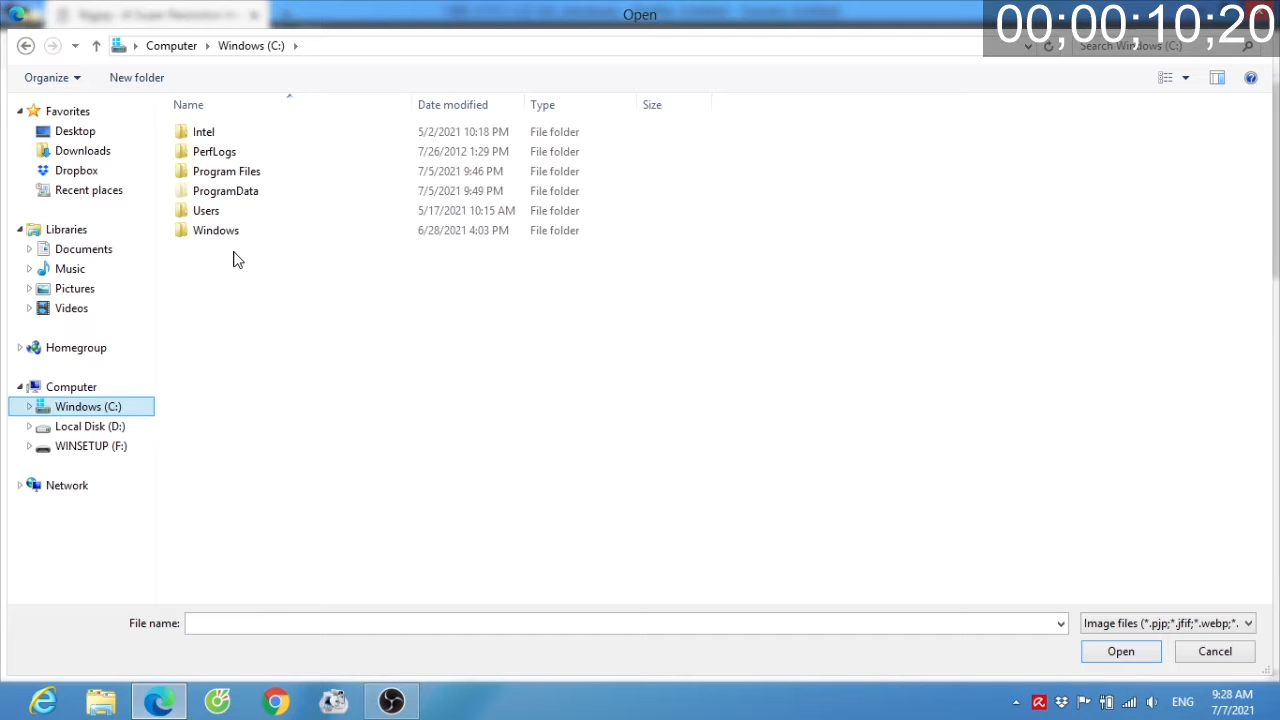 Open
00;00;10;20
Computer
Windows (C:)
Search Windows (C:)
Organize
New folder
Name
Date modified
Type
Size
Favorites
Desktop
Downloads
Dropbox
Recent places
Libraries
Documents
Music
Pictures
Videos
Homegroup
Computer
Windows (C:)
Local Disk (D:)
WINSETUP (F:)
Network
Intel 5/2/2021 10:18 PM File folder
PerfLogs 7/26/2012 1:29 PM File folder
Program Files 7/5/2021 9:46 PM File folder
ProgramData 7/5/2021 9:49 PM File folder
Users 5/17/2021 10:15 AM File folder
Windows 6/28/2021 4:03 PM File folder
File name:
Image files (*.pjp;*.jfif;*.webp;*.
Open
Cancel
ENG
9:28 AM
7/7/2021